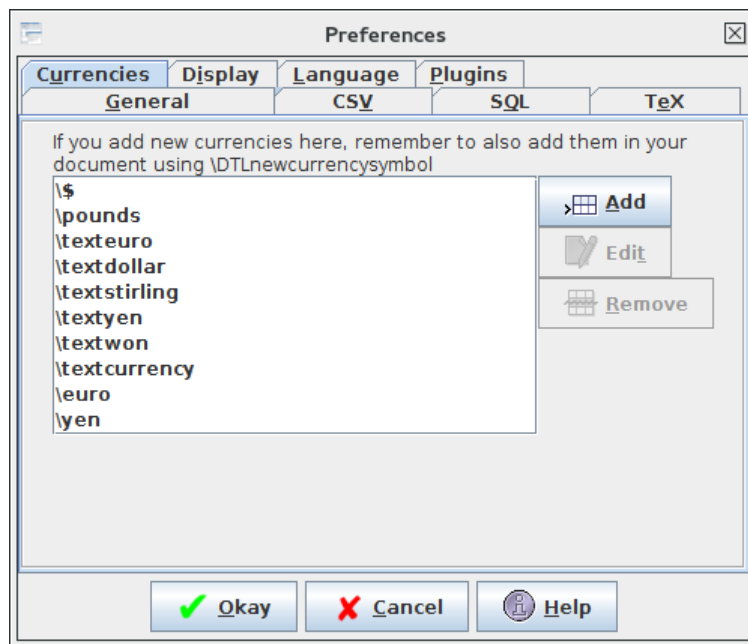 Preferences
Currencies Display Language Plugins
General CSV SQL TeX
If you add new currencies here, remember to also add them in your
document using \DTLnewcurrencysymbol
\$
\pounds
\texteuro
\textdollar
\textstirling
\textyen
\textwon
\textcurrency
\euro
\yen
Add
Edit
Remove
Okay Cancel Help